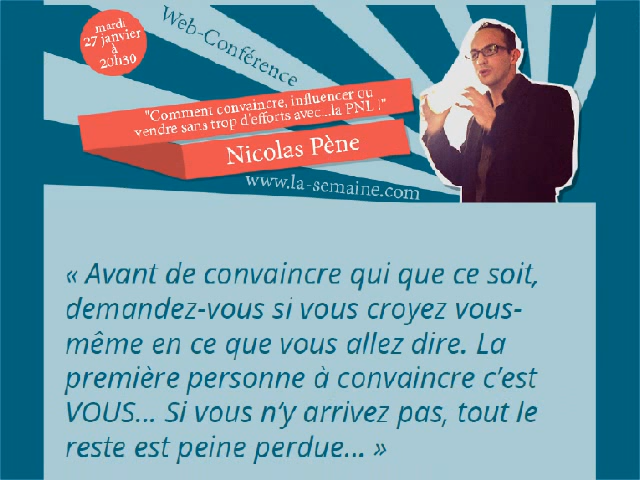 mardi
27 janvier
à
20h30
Web-Conférence
"Comment convaincre, influencer ou
vendre sans trop d'efforts avec...la PNL !"
Nicolas Pène
www.la-semaine.com
« Avant de convaincre qui que ce soit,
demandez-vous si vous croyez vous-
même en ce que vous allez dire. La
première personne à convaincre c'est
VOUS... Si vous n'y arrivez pas, tout le
reste est peine perdue... »